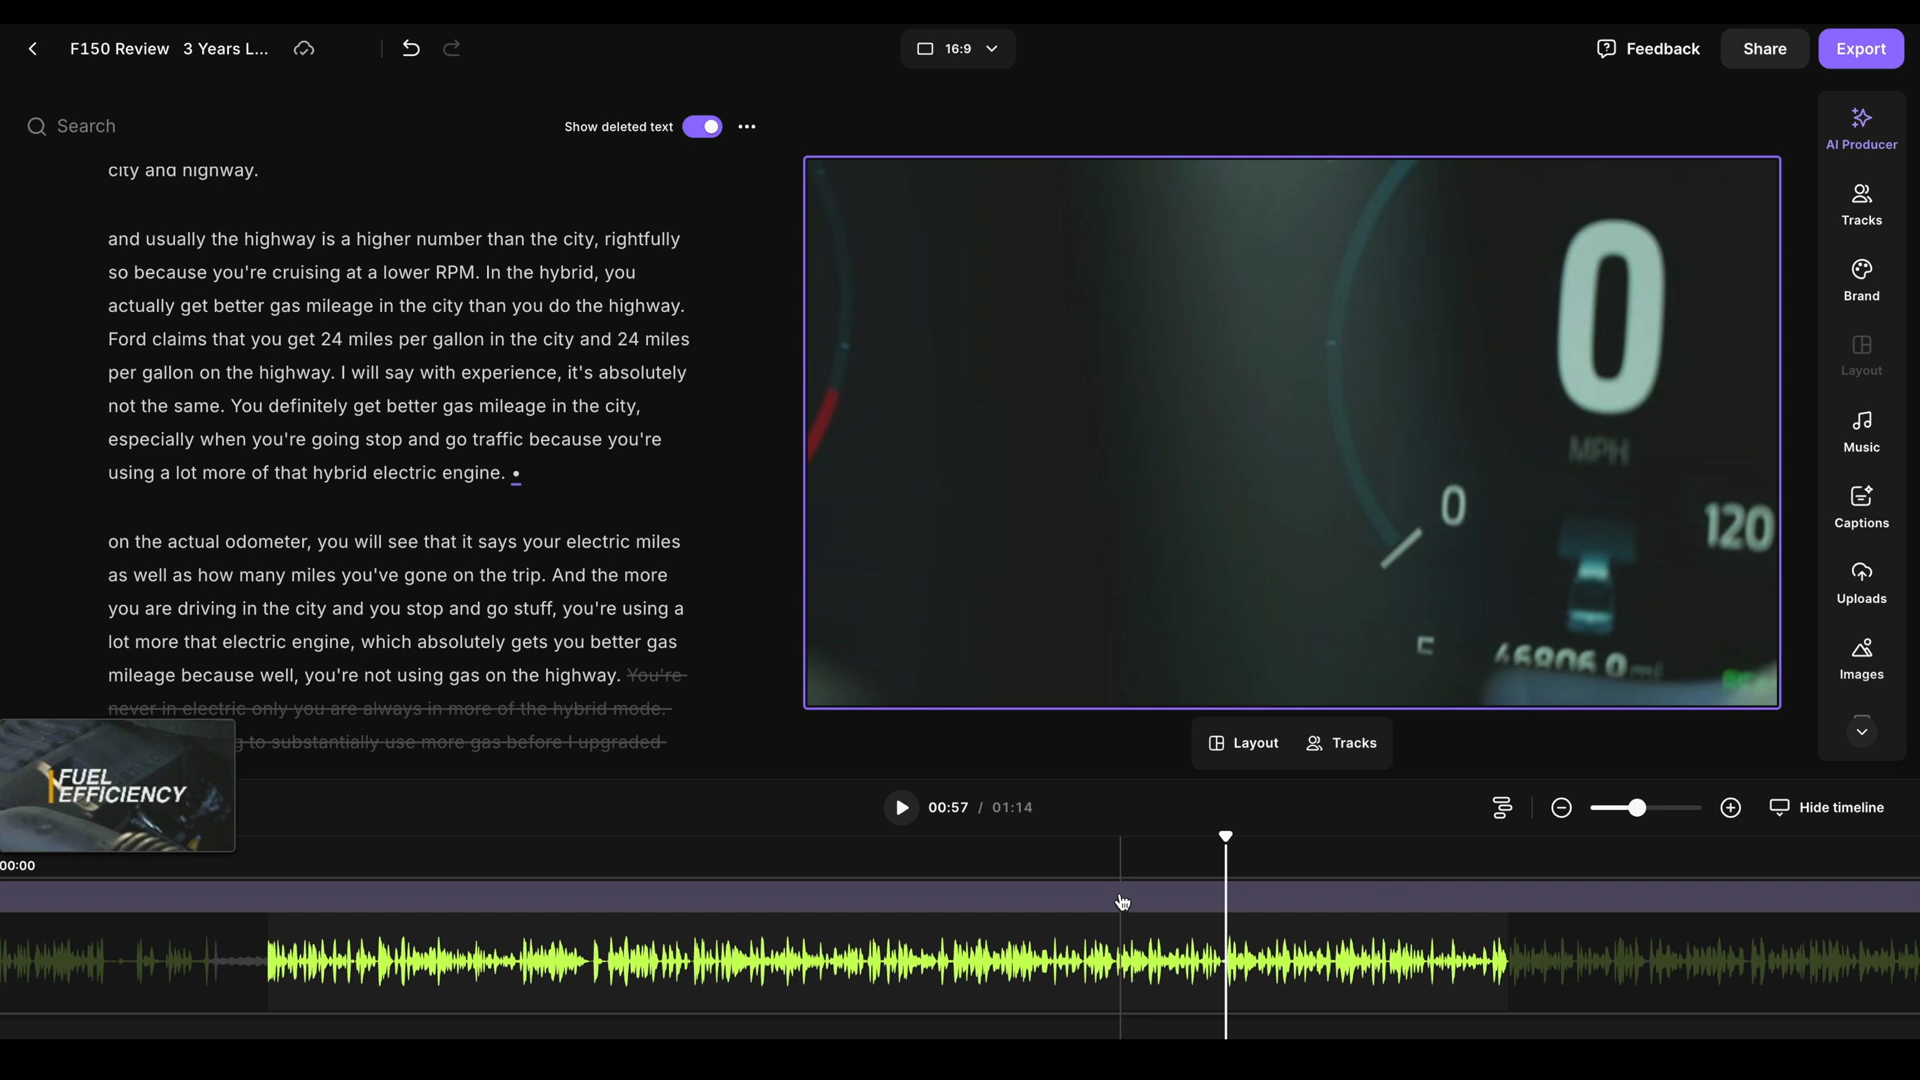 F150 Review 3 Years L...
16:9
Feedback
Share
Export
Search
Show deleted text
AI Producer
Tracks
Brand
Layout
Music
Captions
Uploads
Images
city and highway.
and usually the highway is a higher number than the city, rightfully
so because you're cruising at a lower RPM. In the hybrid, you
actually get better gas mileage in the city than you do the highway.
Ford claims that you get 24 miles per gallon in the city and 24 miles
per gallon on the highway. I will say with experience, it's absolutely
not the same. You definitely get better gas mileage in the city,
especially when you're going stop and go traffic because you're
using a lot more of that hybrid electric engine.
on the actual odometer, you will see that it says your electric miles
as well as how many miles you've gone on the trip. And the more
you are driving in the city and you stop and go stuff, you're using a
lot more that electric engine, which absolutely gets you better gas
mileage because well, you're not using gas on the highway. You're
never in electric only you are always in more of the hybrid mode.
to substantially use more gas before I upgraded
0
MPH
0
120
46806.0 mi
FUEL
EFFICIENCY
Layout
Tracks
00:57 / 01:14
Hide timeline
00:00